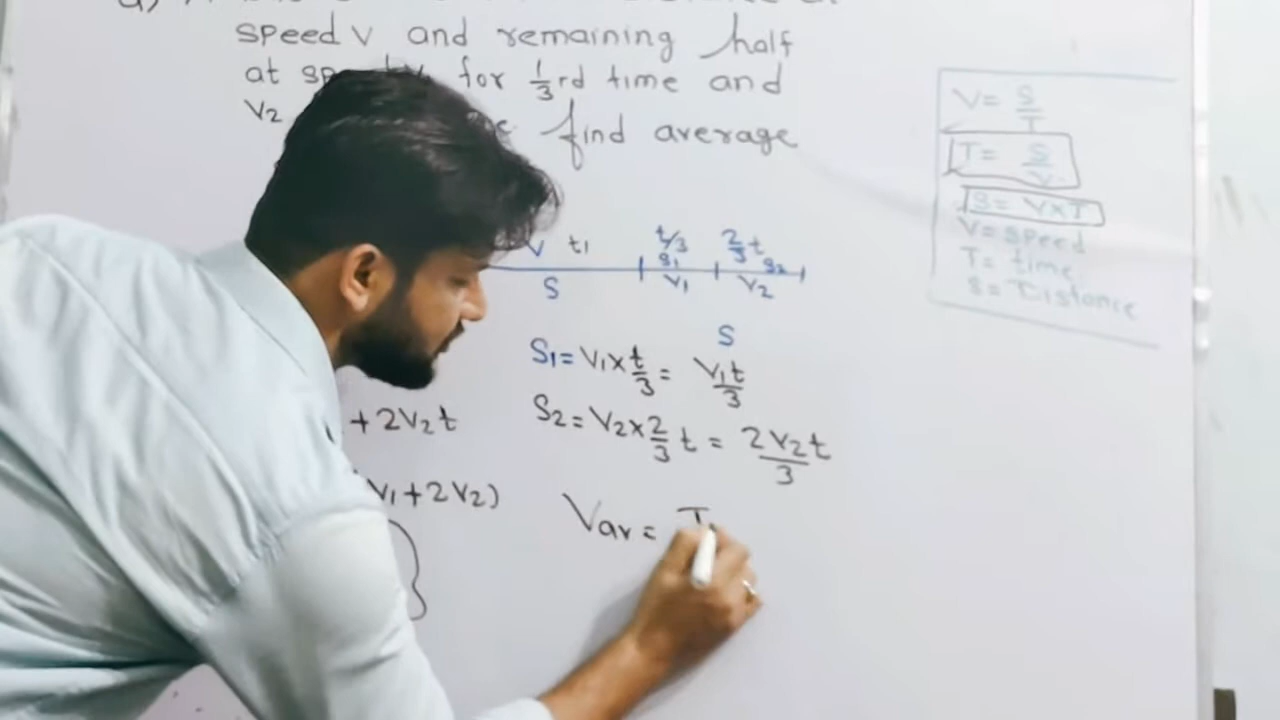 speed v and remaining half
at for 1/3rd time and
V2 find average
V t1 t/3 2/3t
S1 S2
S V1 V2
S
S1=V1×t/3= V1t/3
+2V2t
S2=V2×2/3 t = 2V2t/3
V1+2V2)
Var= T
V= S/T
T= S/V
S= V×T
V=speed
T= time
S= Distance